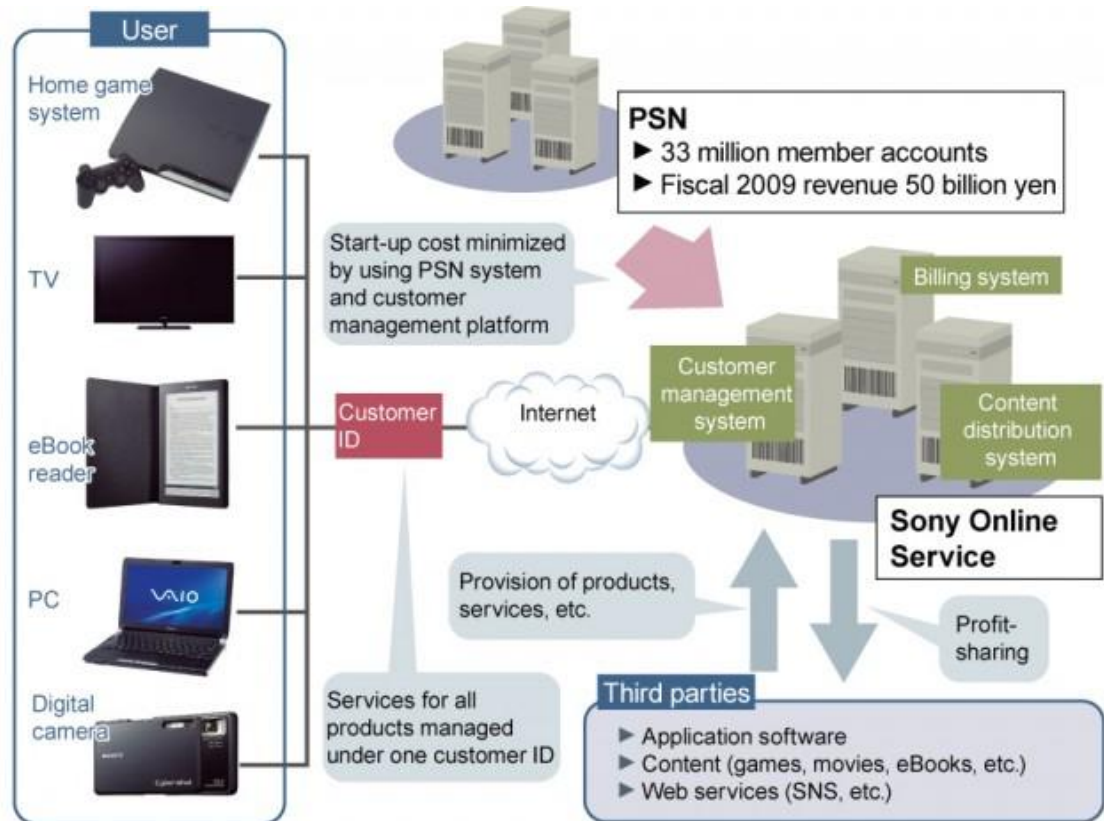 User
Home game
system
TV
eBook
reader
PC
VAIO
Digital
camera
SONY
Cyber-shot
PSN
► 33 million member accounts
► Fiscal 2009 revenue 50 billion yen
Start-up cost minimized
by using PSN system
and customer
management platform
Billing system
Customer
management
system
Content
distribution
system
Customer
ID
Internet
Sony Online
Service
Provision of products,
services, etc.
Profit-
sharing
Services for all
products managed
under one customer ID
Third parties
► Application software
► Content (games, movies, eBooks, etc.)
► Web services (SNS, etc.)